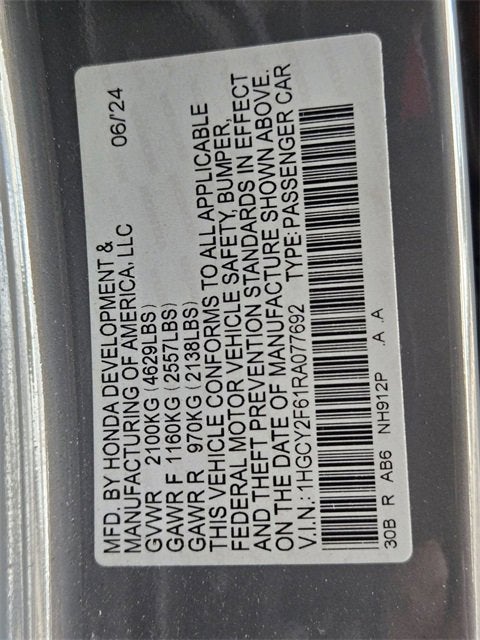 MFD. BY HONDA DEVELOPMENT & 06/'24
MANUFACTURING OF AMERICA, LLC
GVWR 2100KG (4629LBS)
GAWR F 1160KG (2557LBS)
GAWR R 970KG (2138LBS)
THIS VEHICLE CONFORMS TO ALL APPLICABLE
FEDERAL MOTOR VEHICLE SAFETY, BUMPER,
AND THEFT PREVENTION STANDARDS IN EFFECT
ON THE DATE OF MANUFACTURE SHOWN ABOVE.
V.I.N.: 1HGCY2F61RA077692 TYPE:PASSENGER CAR
30B R AB6 NH912P .A .A